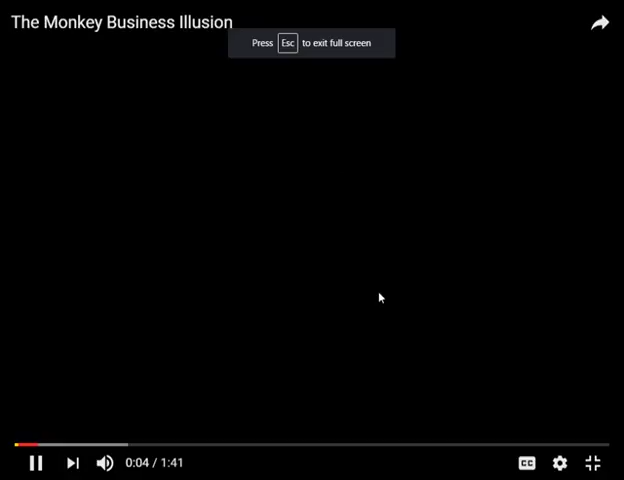 The Monkey Business Illusion
Press Esc to exit full screen
0:04 / 1:41
CC